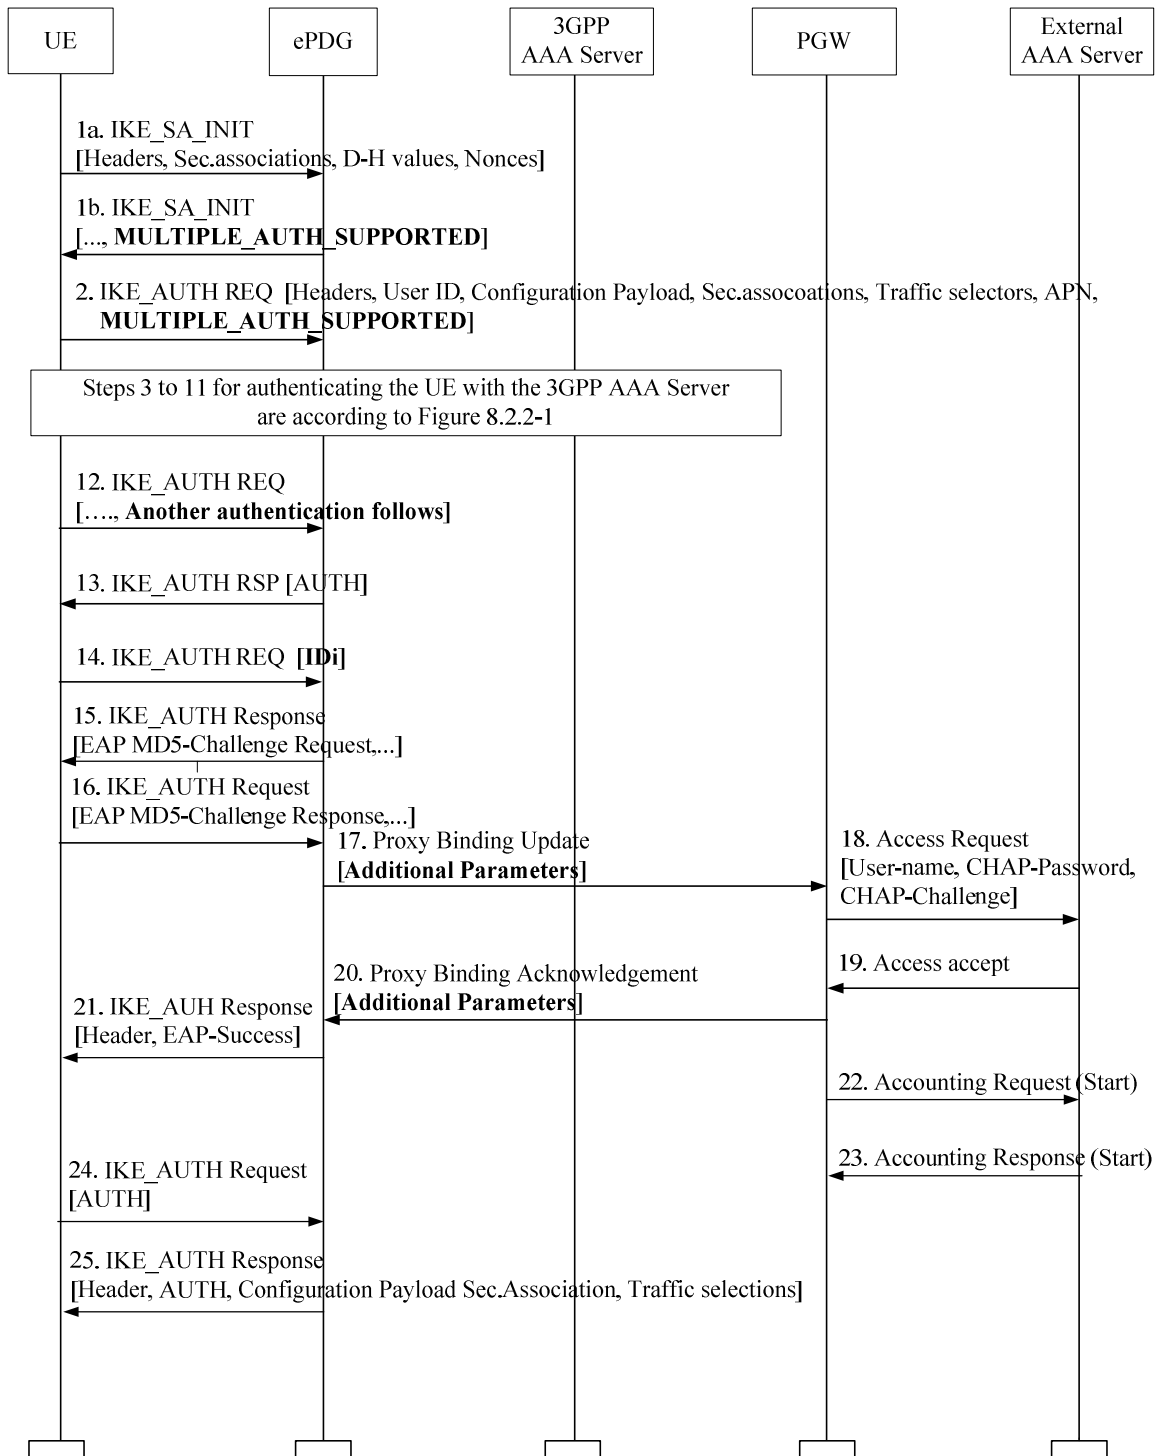 UE
ePDG
3GPP
AAA Server
PGW
External
AAA Server
1a. IKE_SA_INIT
[Headers, Sec.associations, D-H values, Nonces]
1b. IKE_SA_INIT
[..., MULTIPLE_AUTH_SUPPORTED]
2. IKE_AUTH REQ [Headers, User ID, Configuration Payload, Sec.assocoations, Traffic selectors, APN,
MULTIPLE_AUTH_SUPPORTED]
Steps 3 to 11 for authenticating the UE with the 3GPP AAA Server
are according to Figure 8.2.2-1
12. IKE_AUTH REQ
[…., Another authentication follows]
13. IKE_AUTH RSP [AUTH]
14. IKE_AUTH REQ [IDi]
15. IKE_AUTH Response
[EAP MD5-Challenge Request,...]
16. IKE_AUTH Request
[EAP MD5-Challenge Response,...]
17. Proxy Binding Update
[Additional Parameters]
18. Access Request
[User-name, CHAP-Password,
CHAP-Challenge]
19. Access accept
20. Proxy Binding Acknowledgement
[Additional Parameters]
21. IKE_AUH Response
[Header, EAP-Success]
22. Accounting Request (Start)
23. Accounting Response (Start)
24. IKE_AUTH Request
[AUTH]
25. IKE_AUTH Response
[Header, AUTH, Configuration Payload Sec.Association, Traffic selections]